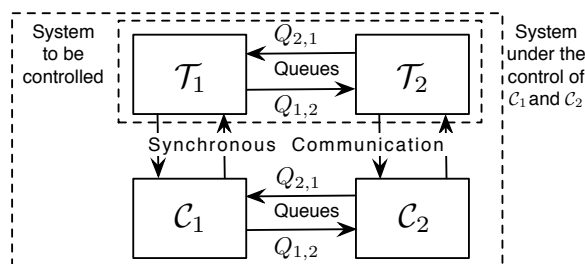 System
to be
controlled
T₁
Q₂,₁
Queues
Q₁,₂
T₂
System
under the
control of
C₁ and C₂
Synchronous Communication
C₁
Q₂,₁
Queues
Q₁,₂
C₂